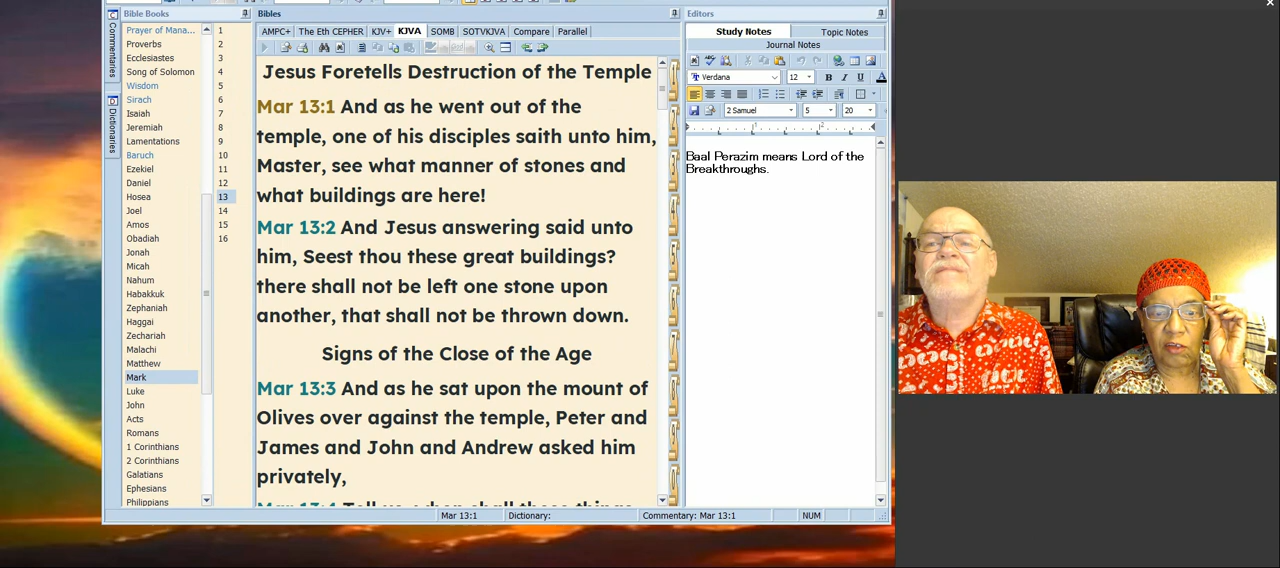 Bible Books
Bibles
Editors
Commentaries
Dictionaries
Prayer of Mana...
Proverbs
Ecclesiastes
Song of Solomon
Wisdom
Sirach
Isaiah
Jeremiah
Lamentations
Baruch
Ezekiel
Daniel
Hosea
Joel
Amos
Obadiah
Jonah
Micah
Nahum
Habakkuk
Zephaniah
Haggai
Zechariah
Malachi
Matthew
Mark
Luke
John
Acts
Romans
1 Corinthians
2 Corinthians
Galatians
Ephesians
Philippians
1
2
3
4
5
6
7
8
9
10
11
12
13
14
15
16
AMPC+ The Eth CEPHER KJV+ KJVA SOMB SOTVKJVA Compare Parallel
Jesus Foretells Destruction of the Temple
Mar 13:1 And as he went out of the
temple, one of his disciples saith unto him,
Master, see what manner of stones and
what buildings are here!
Mar 13:2 And Jesus answering said unto
him, Seest thou these great buildings?
there shall not be left one stone upon
another, that shall not be thrown down.
Signs of the Close of the Age
Mar 13:3 And as he sat upon the mount of
Olives over against the temple, Peter and
James and John and Andrew asked him
privately,
Study Notes Topic Notes
Journal Notes
Verdana 12 B I U A
2 Samuel 5 20
1 2
Baal Perazim means Lord of the
Breakthroughs.
Mar 13:1 Dictionary: Commentary: Mar 13:1 NUM